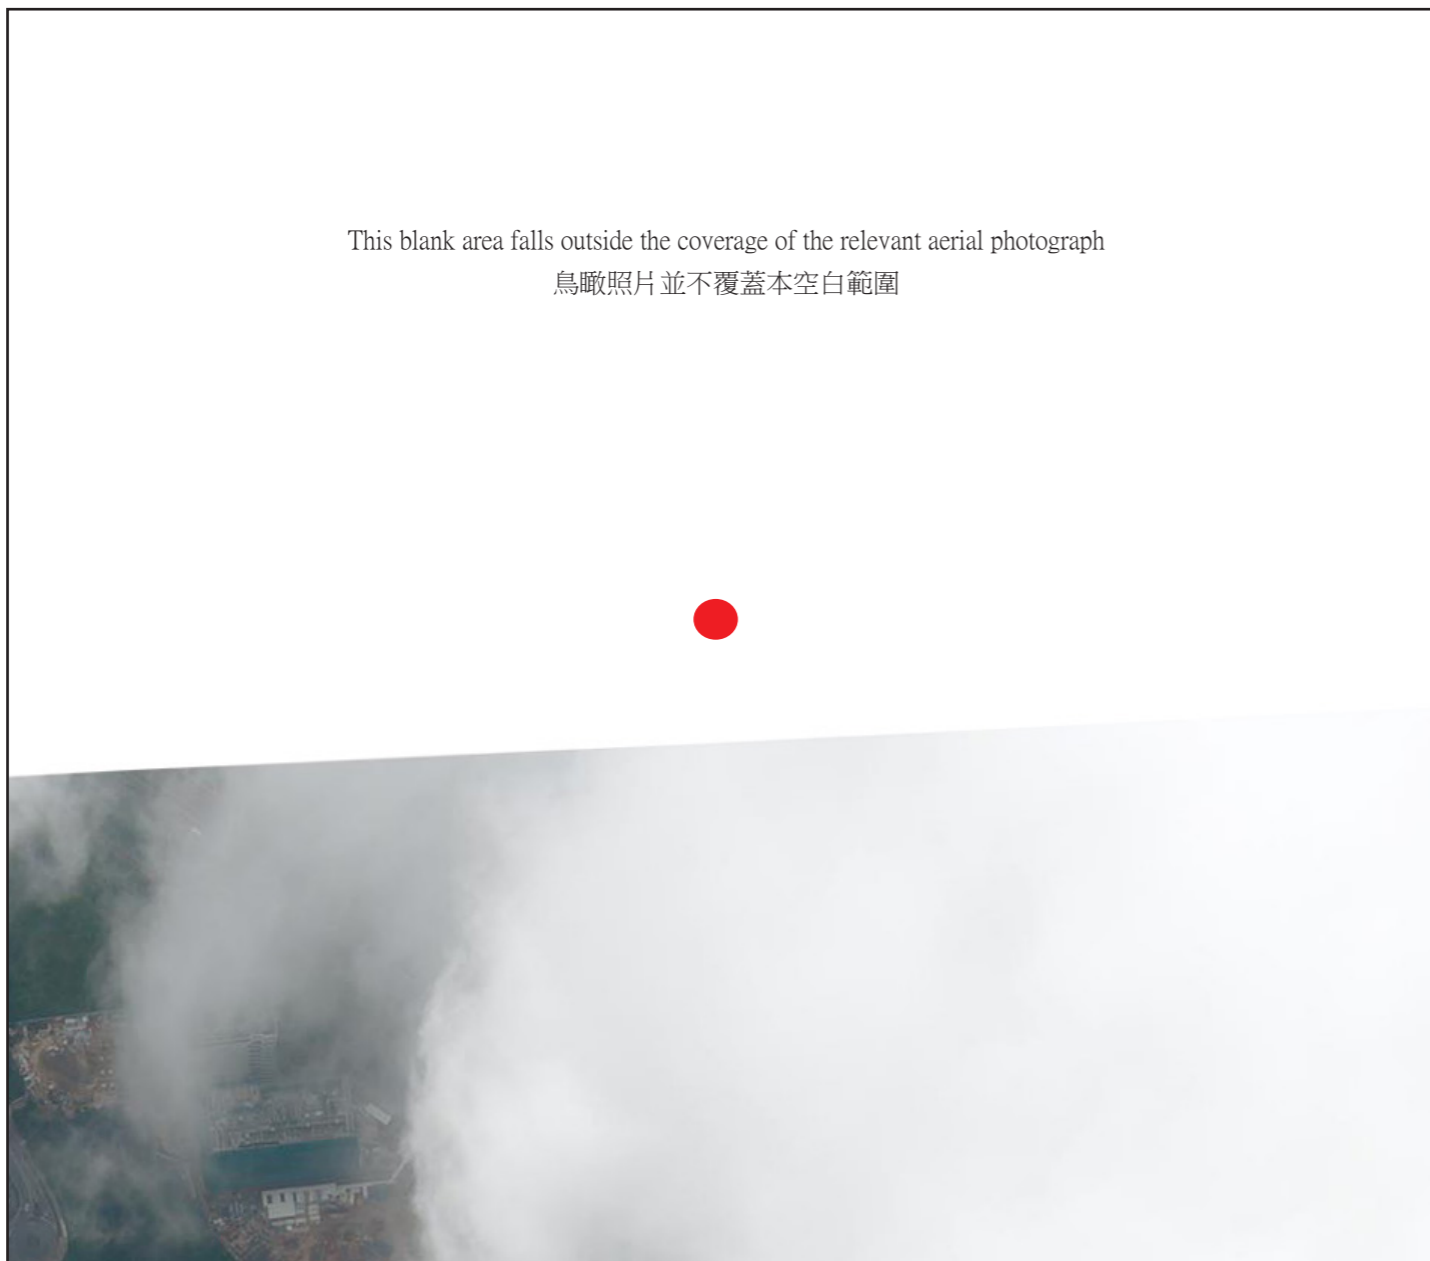 This blank area falls outside the coverage of the relevant aerial photograph
鳥瞰照片並不覆蓋本空白範圍